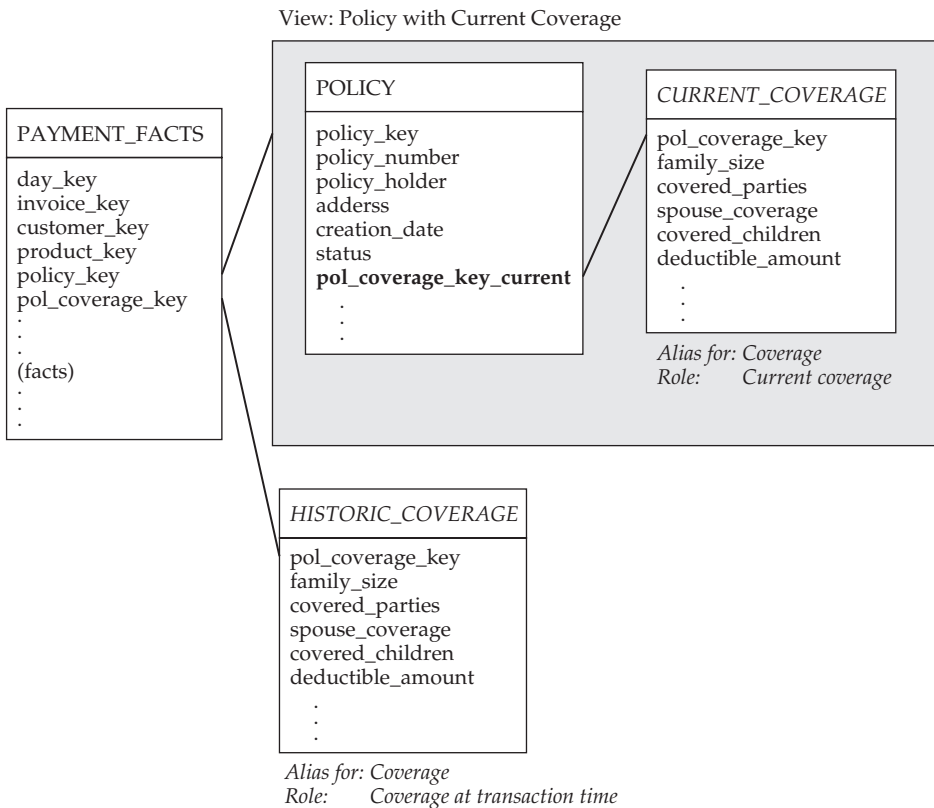 View: Policy with Current Coverage
PAYMENT_FACTS
day_key
invoice_key
customer_key
product_key
policy_key
pol_coverage_key
.
.
.
(facts)
.
.
.
POLICY
policy_key
policy_number
policy_holder
adderss
creation_date
status
pol_coverage_key_current
.
.
.
CURRENT_COVERAGE
pol_coverage_key
family_size
covered_parties
spouse_coverage
covered_children
deductible_amount
.
.
.
Alias for: Coverage
Role: Current coverage
HISTORIC_COVERAGE
pol_coverage_key
family_size
covered_parties
spouse_coverage
covered_children
deductible_amount
.
.
.
Alias for: Coverage
Role: Coverage at transaction time